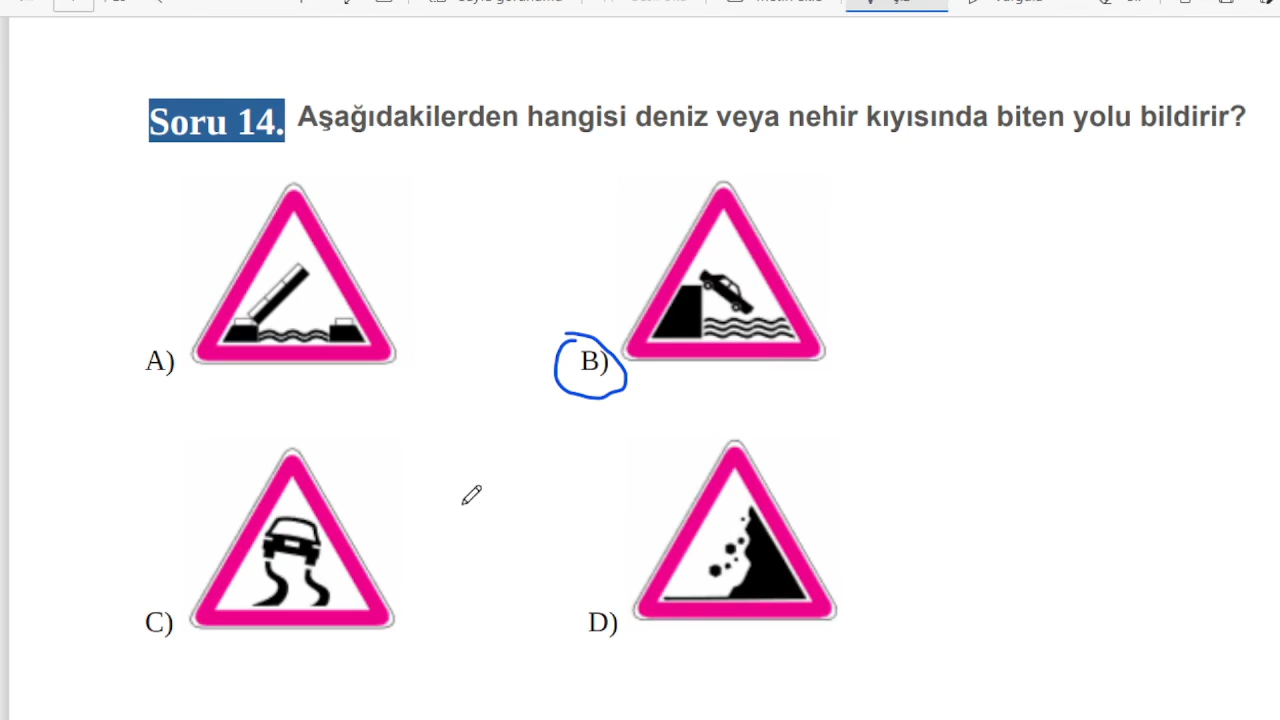 Soru 14. Aşağıdakilerden hangisi deniz veya nehir kıyısında biten yolu bildirir?
A)
B)
C)
D)